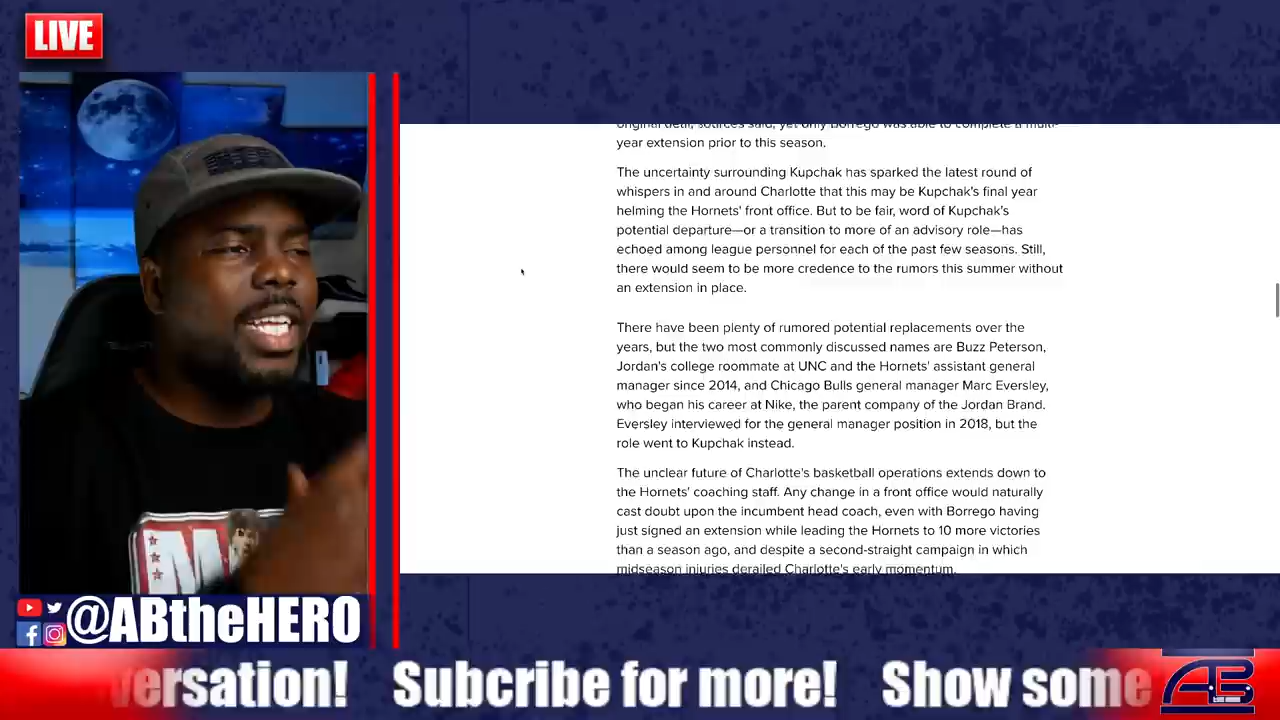 LIVE
original deal, sources said, yet only Borrego was able to complete a multi-
year extension prior to this season.
The uncertainty surrounding Kupchak has sparked the latest round of
whispers in and around Charlotte that this may be Kupchak's final year
helming the Hornets' front office. But to be fair, word of Kupchak's
potential departure—or a transition to more of an advisory role—has
echoed among league personnel for each of the past few seasons. Still,
there would seem to be more credence to the rumors this summer without
an extension in place.
There have been plenty of rumored potential replacements over the
years, but the two most commonly discussed names are Buzz Peterson,
Jordan's college roommate at UNC and the Hornets' assistant general
manager since 2014, and Chicago Bulls general manager Marc Eversley,
who began his career at Nike, the parent company of the Jordan Brand.
Eversley interviewed for the general manager position in 2018, but the
role went to Kupchak instead.
The unclear future of Charlotte's basketball operations extends down to
the Hornets' coaching staff. Any change in a front office would naturally
cast doubt upon the incumbent head coach, even with Borrego having
just signed an extension while leading the Hornets to 10 more victories
than a season ago, and despite a second-straight campaign in which
midseason injuries derailed Charlotte's early momentum.
@ABtheHERO
versation! Subcribe for more! Show some
AB